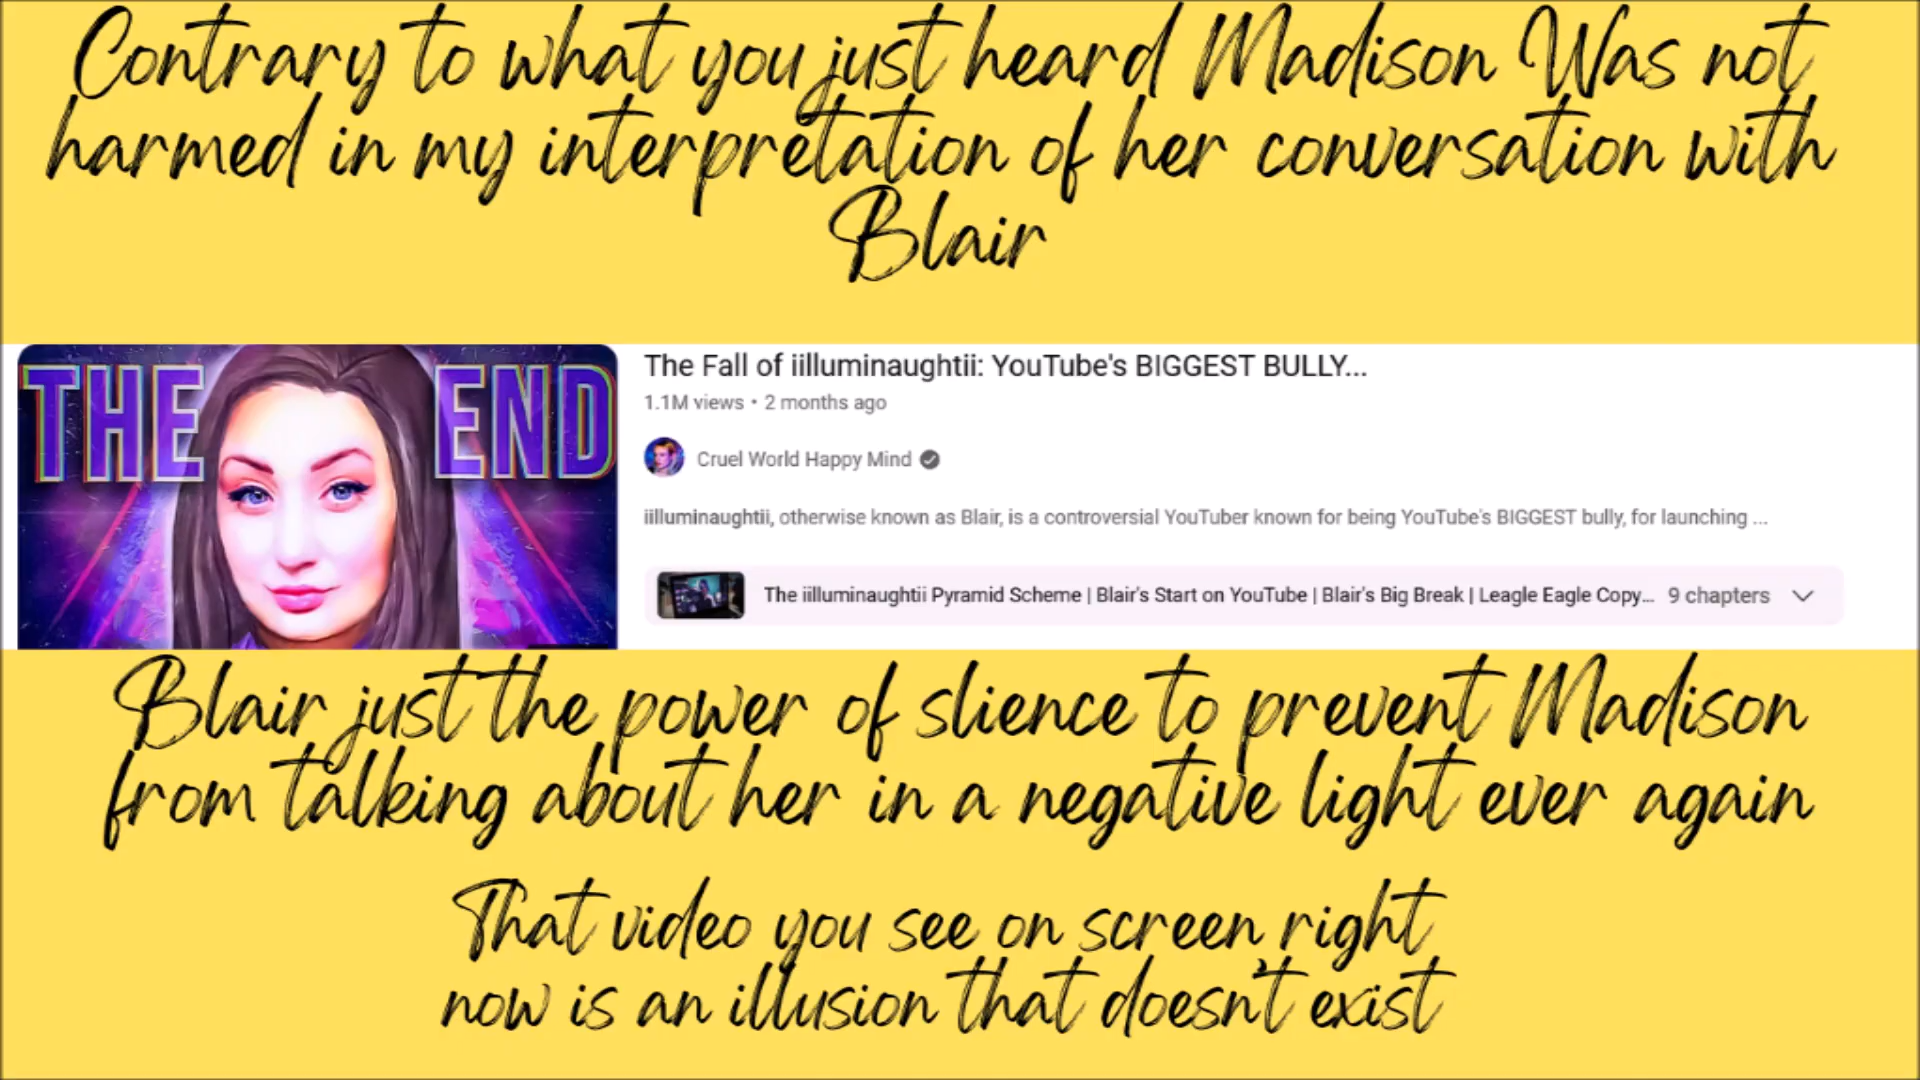 Contrary to what you just heard Madison Was not
harmed in my interpretation of her conversation with
Blair
THE END
The Fall of iilluminaughtii: YouTube's BIGGEST BULLY...
1.1M views • 2 months ago
Cruel World Happy Mind
iilluminaughtii, otherwise known as Blair, is a controversial YouTuber known for being YouTube's BIGGEST bully, for launching ...
The iilluminaughtii Pyramid Scheme | Blair's Start on YouTube | Blair's Big Break | Leagle Eagle Copy... 9 chapters
Blair just the power of slience to prevent Madison
from talking about her in a negative light ever again
That video you see on screen right
now is an illusion that doesn't exist